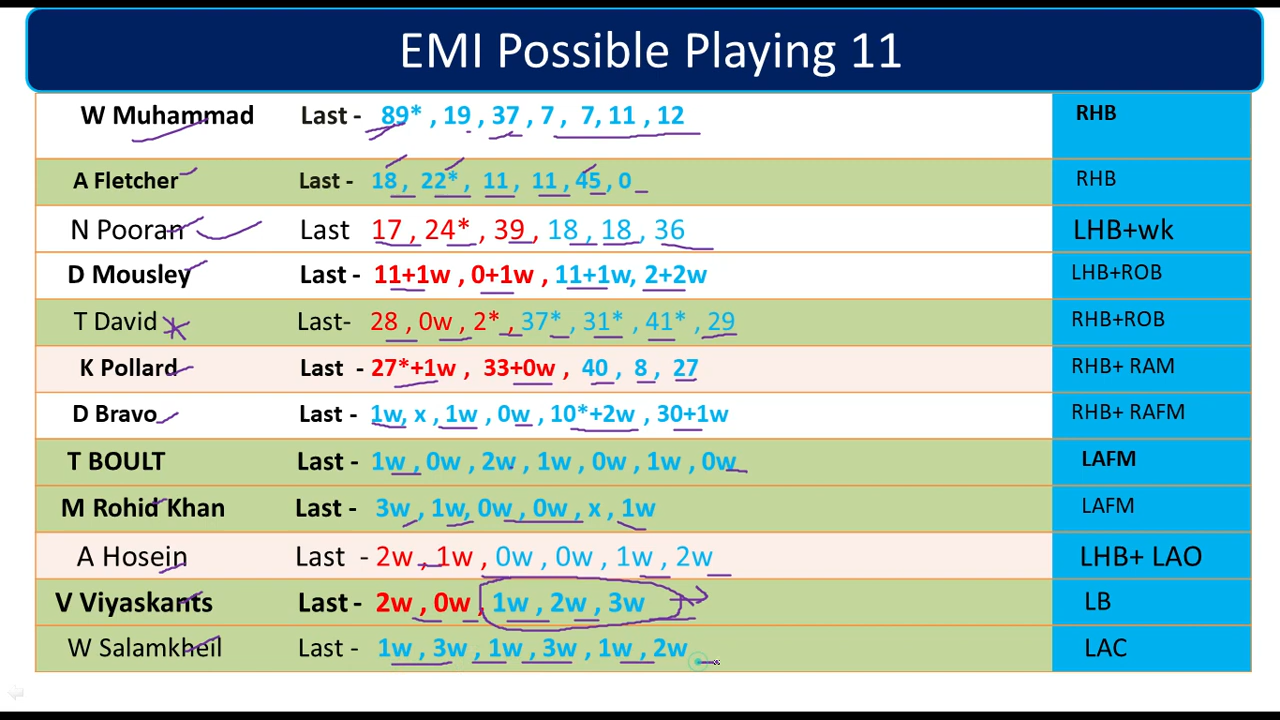 EMI Possible Playing 11
W Muhammad Last - 89* , 19 , 37 , 7 , 7, 11 , 12 RHB
A Fletcher Last - 18 , 22* , 11 , 11 , 45 , 0 RHB
N Pooran Last 17 , 24* , 39 , 18 , 18 , 36 LHB+wk
D Mousley Last - 11+1w , 0+1w , 11+1w, 2+2w LHB+ROB
T David Last- 28 , 0w , 2* , 37* , 31* , 41* , 29 RHB+ROB
K Pollard Last - 27*+1w , 33+0w , 40 , 8 , 27 RHB+ RAM
D Bravo Last - 1w, x , 1w , 0w , 10*+2w , 30+1w RHB+ RAFM
T BOULT Last - 1w , 0w , 2w , 1w , 0w , 1w , 0w LAFM
M Rohid Khan Last - 3w , 1w, 0w , 0w , x , 1w LAFM
A Hosein Last - 2w , 1w , 0w , 0w , 1w , 2w LHB+ LAO
V Viyaskants Last - 2w , 0w , 1w , 2w , 3w LB
W Salamkheil Last - 1w , 3w , 1w , 3w , 1w , 2w LAC